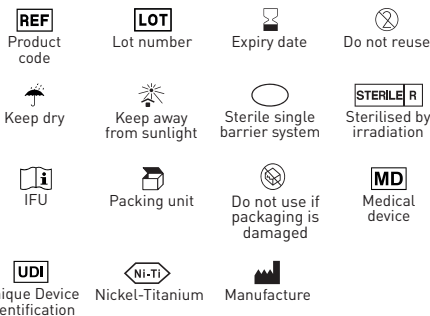 REF
LOT
2
Product code
Lot number
Expiry date
Do not reuse
STERILE R
Keep dry
Keep away from sunlight
Sterile single barrier system
Sterilised by irradiation
i
MD
IFU
Packing unit
Do not use if packaging is damaged
Medical device
UDI
Ni-Ti
Device
Nickel-Titanium
Manufacture